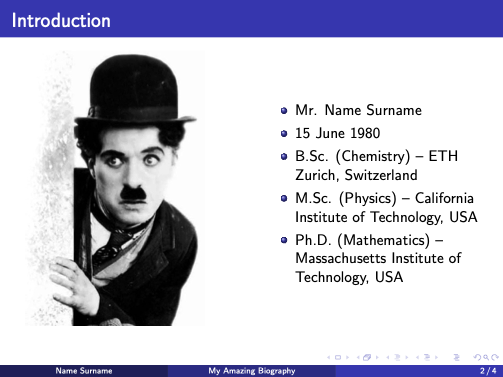 Introduction
Mr. Name Surname
15 June 1980
B.Sc. (Chemistry) – ETH
Zurich, Switzerland
M.Sc. (Physics) – California
Institute of Technology, USA
Ph.D. (Mathematics) –
Massachusetts Institute of
Technology, USA
Name Surname
My Amazing Biography
2 / 4